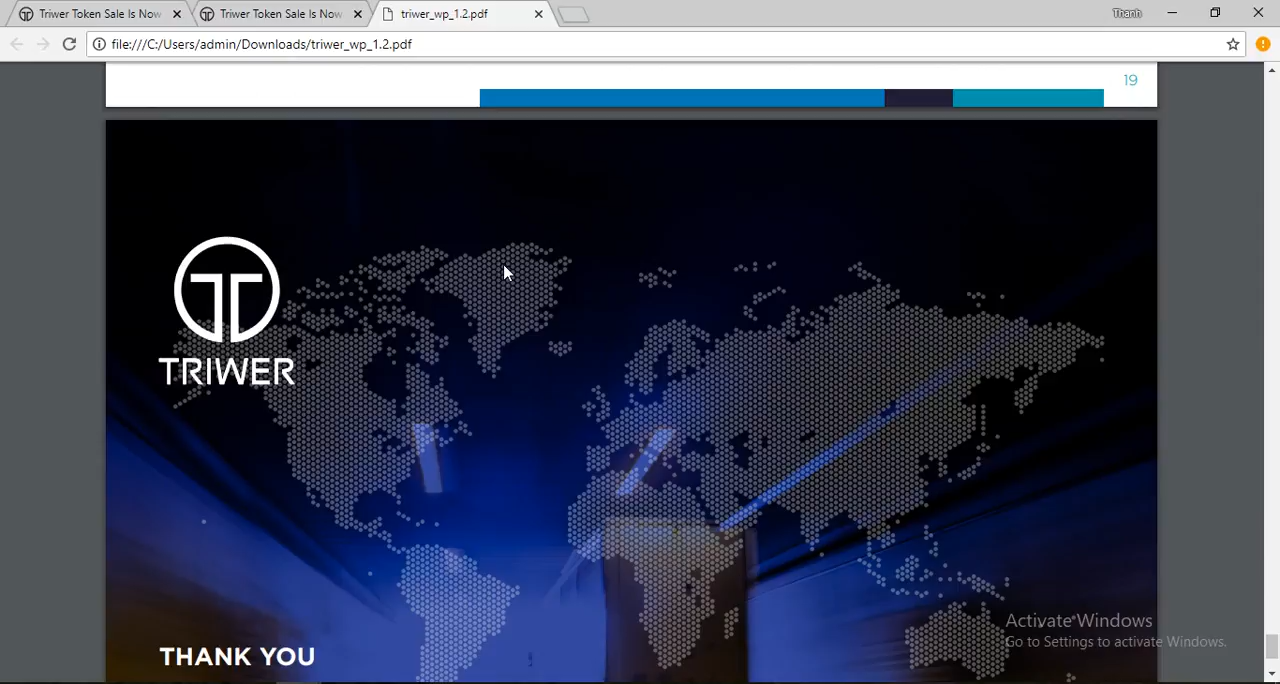 Triwer Token Sale Is Now
Triwer Token Sale Is Now
triwer_wp_1.2.pdf
Thanh
file:///C:/Users/admin/Downloads/triwer_wp_1.2.pdf
19
TRIWER
Activate Windows
Go to Settings to activate Windows.
THANK YOU